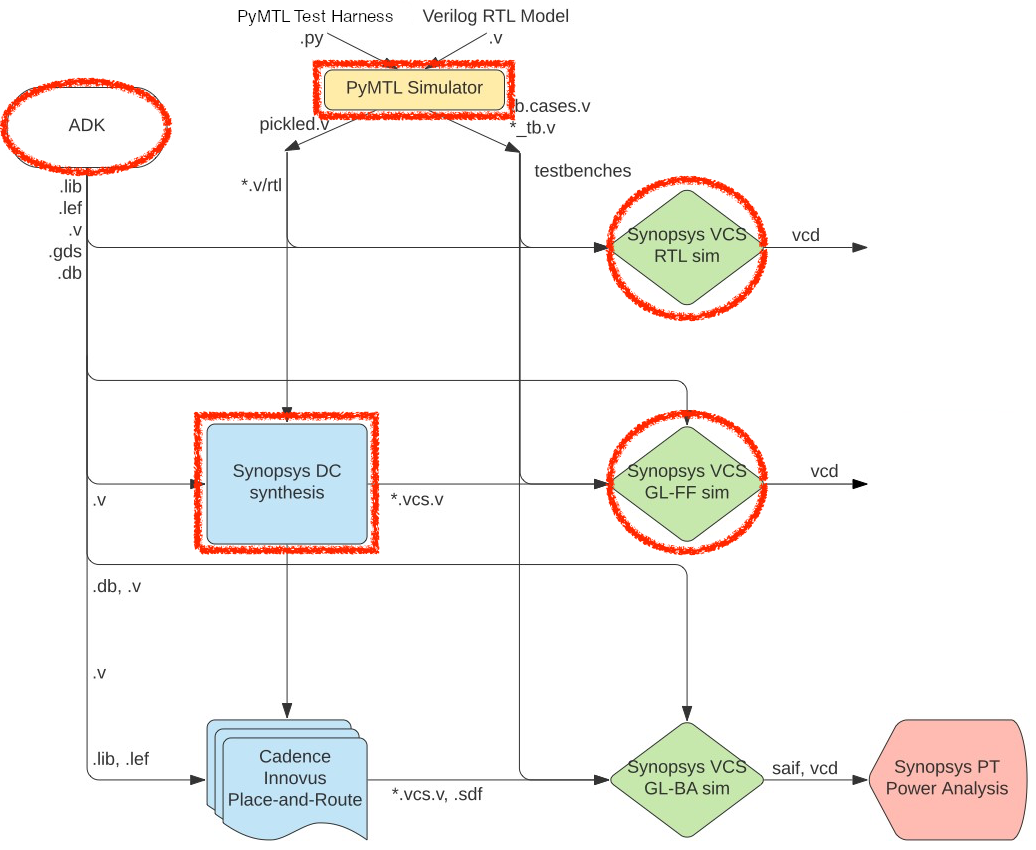 PyMTL Test Harness
Verilog RTL Model
.py
.v
PyMTL Simulator
b.cases.v
*_tb.v
ADK
pickled.v
testbenches
*.v/rtl
.lib
.lef
.v
.gds
.db
Synopsys VCS
RTL sim
vcd
Synopsys DC
synthesis
Synopsys VCS
GL-FF sim
vcd
.v
*.vcs.v
.db, .v
.v
.lib, .lef
Cadence
Innovus
Place-and-Route
*.vcs.v, .sdf
Synopsys VCS
GL-BA sim
saif, vcd
Synopsys PT
Power Analysis